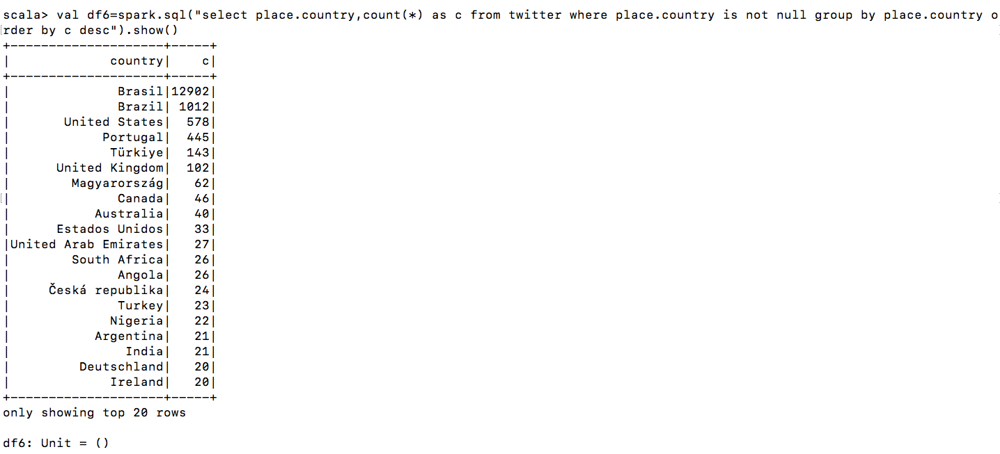 scala> val df6=spark.sql("select place.country,count(*) as c from twitter where place.country is not null group by place.country o
rder by c desc").show()
+--------------------+-----+
|             country|    c|
+--------------------+-----+
|              Brasil|12902|
|              Brazil| 1012|
|       United States|  578|
|            Portugal|  445|
|             Türkiye|  143|
|      United Kingdom|  102|
|        Magyarország|   62|
|              Canada|   46|
|           Australia|   40|
|      Estados Unidos|   33|
|United Arab Emirates|   27|
|        South Africa|   26|
|              Angola|   26|
|     Česká republika|   24|
|              Turkey|   23|
|             Nigeria|   22|
|           Argentina|   21|
|               India|   21|
|         Deutschland|   20|
|             Ireland|   20|
+--------------------+-----+
only showing top 20 rows

df6: Unit = ()